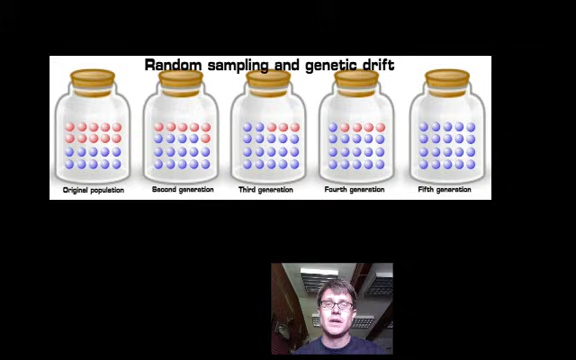 Random sampling and genetic drift
Original population
Second generation
Third generation
Fourth generation
Fifth generation